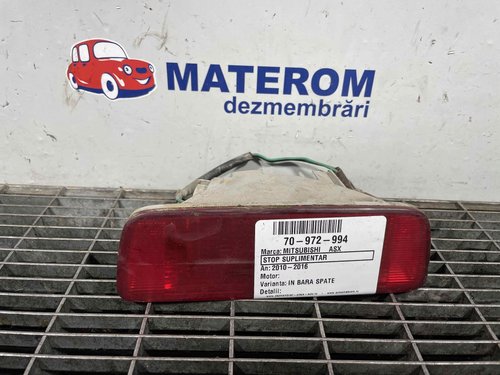 MATEROM
dezmembrări
70-972-994
Marca: MITSUBISHI ASX
STOP SUPLIMENTAR
An: 2010-2016
Motor:
Varianta: IN BARA SPATE
Detalii: